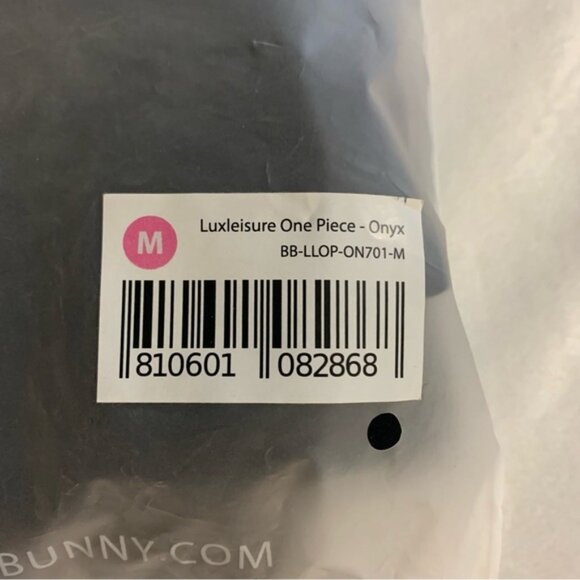 M
Luxleisure One Piece - Onyx
BB-LLOP-ON701-M
810601 082868
BUNNY.COM